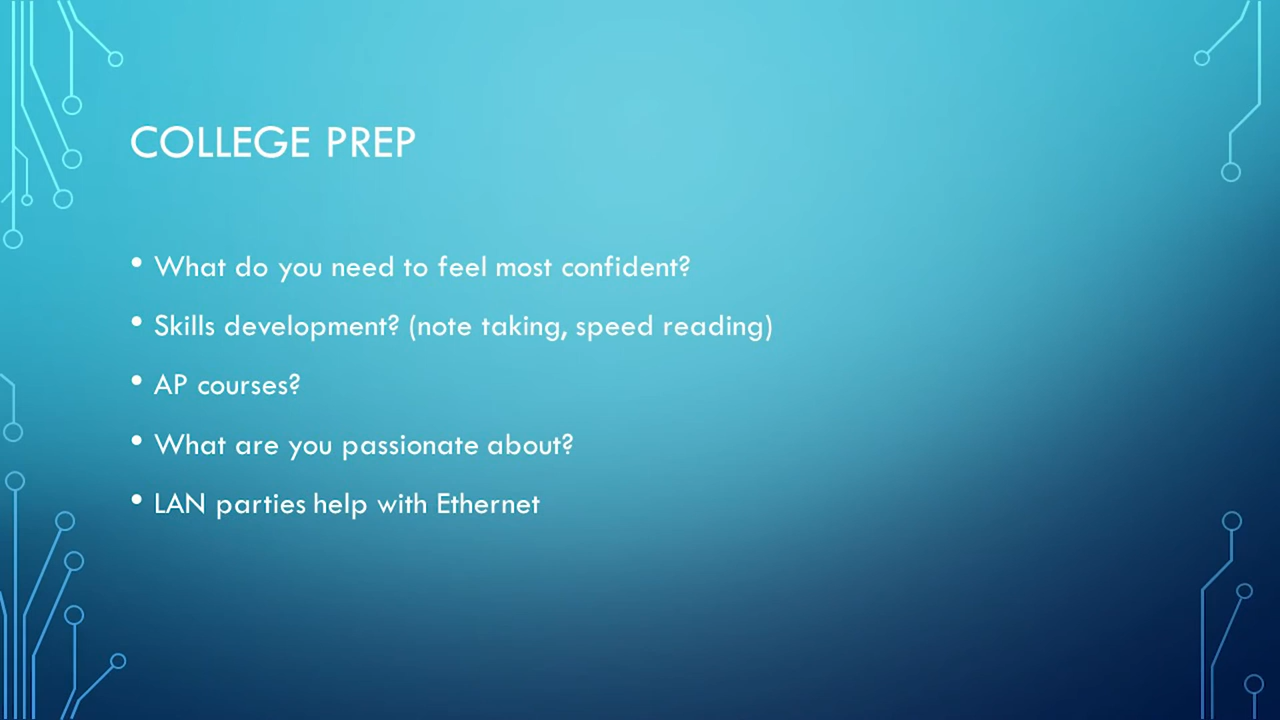 COLLEGE PREP
• What do you need to feel most confident?
• Skills development? (note taking, speed reading)
• AP courses?
• What are you passionate about?
• LAN parties help with Ethernet